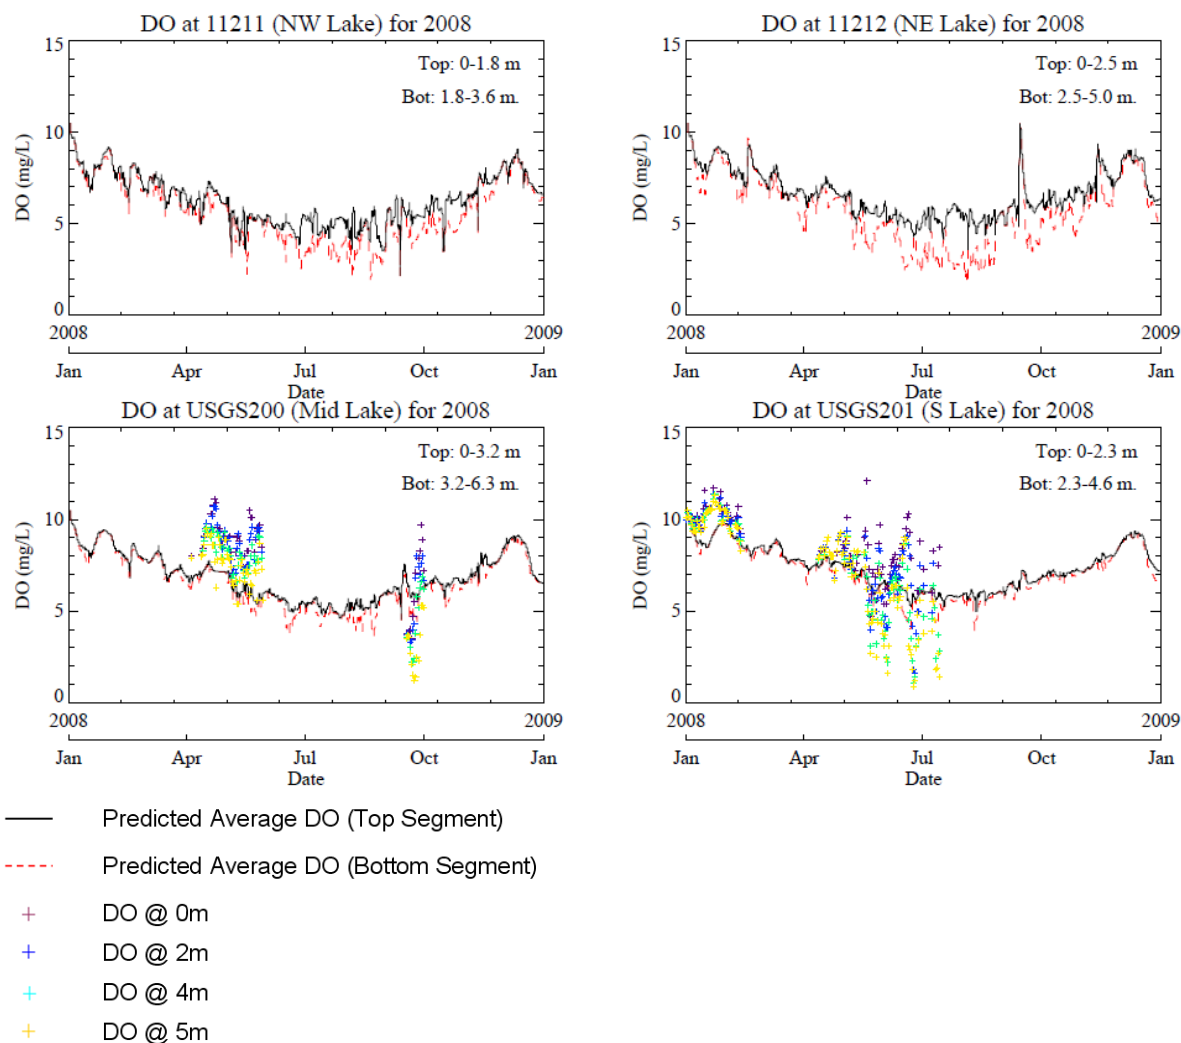 DO at 11211 (NW Lake) for 2008
15
10
5
0
DO (mg/L)
Top: 0-1.8 m
Bot: 1.8-3.6 m.
2008 2009
Jan Apr Jul Oct Jan
Date
DO at 11212 (NE Lake) for 2008
15
10
5
0
DO (mg/L)
Top: 0-2.5 m
Bot: 2.5-5.0 m.
2008 2009
Jan Apr Jul Oct Jan
Date
DO at USGS200 (Mid Lake) for 2008
15
10
5
0
DO (mg/L)
Top: 0-3.2 m
Bot: 3.2-6.3 m.
2008 2009
Jan Apr Jul Oct Jan
Date
DO at USGS201 (S Lake) for 2008
15
10
5
0
DO (mg/L)
Top: 0-2.3 m
Bot: 2.3-4.6 m.
2008 2009
Jan Apr Jul Oct Jan
Date
Predicted Average DO (Top Segment)
Predicted Average DO (Bottom Segment)
DO @ 0m
DO @ 2m
DO @ 4m
DO @ 5m